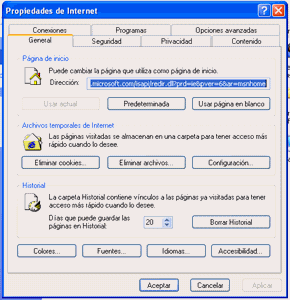 Propiedades de Internet
Conexiones Programas Opciones avanzadas
General Seguridad Privacidad Contenido
Página de inicio
Puede cambiar la página que utiliza como página de inicio.
Dirección: .microsoft.com/isapi/redir.dll?prd=ie&pver=6&ar=msnhome
Usar actual Predeterminada Usar página en blanco
Archivos temporales de Internet
Las páginas visitadas se almacenan en una carpeta para tener acceso más
rápido cuando lo desee.
Eliminar cookies... Eliminar archivos... Configuración...
Historial
La carpeta Historial contiene vínculos a las páginas ya visitadas para tener
acceso más rápido cuando lo desee.
Días que puede guardar las
páginas en Historial: 20 Borrar Historial
Colores... Fuentes... Idiomas... Accesibilidad...
Aceptar Cancelar Aplicar